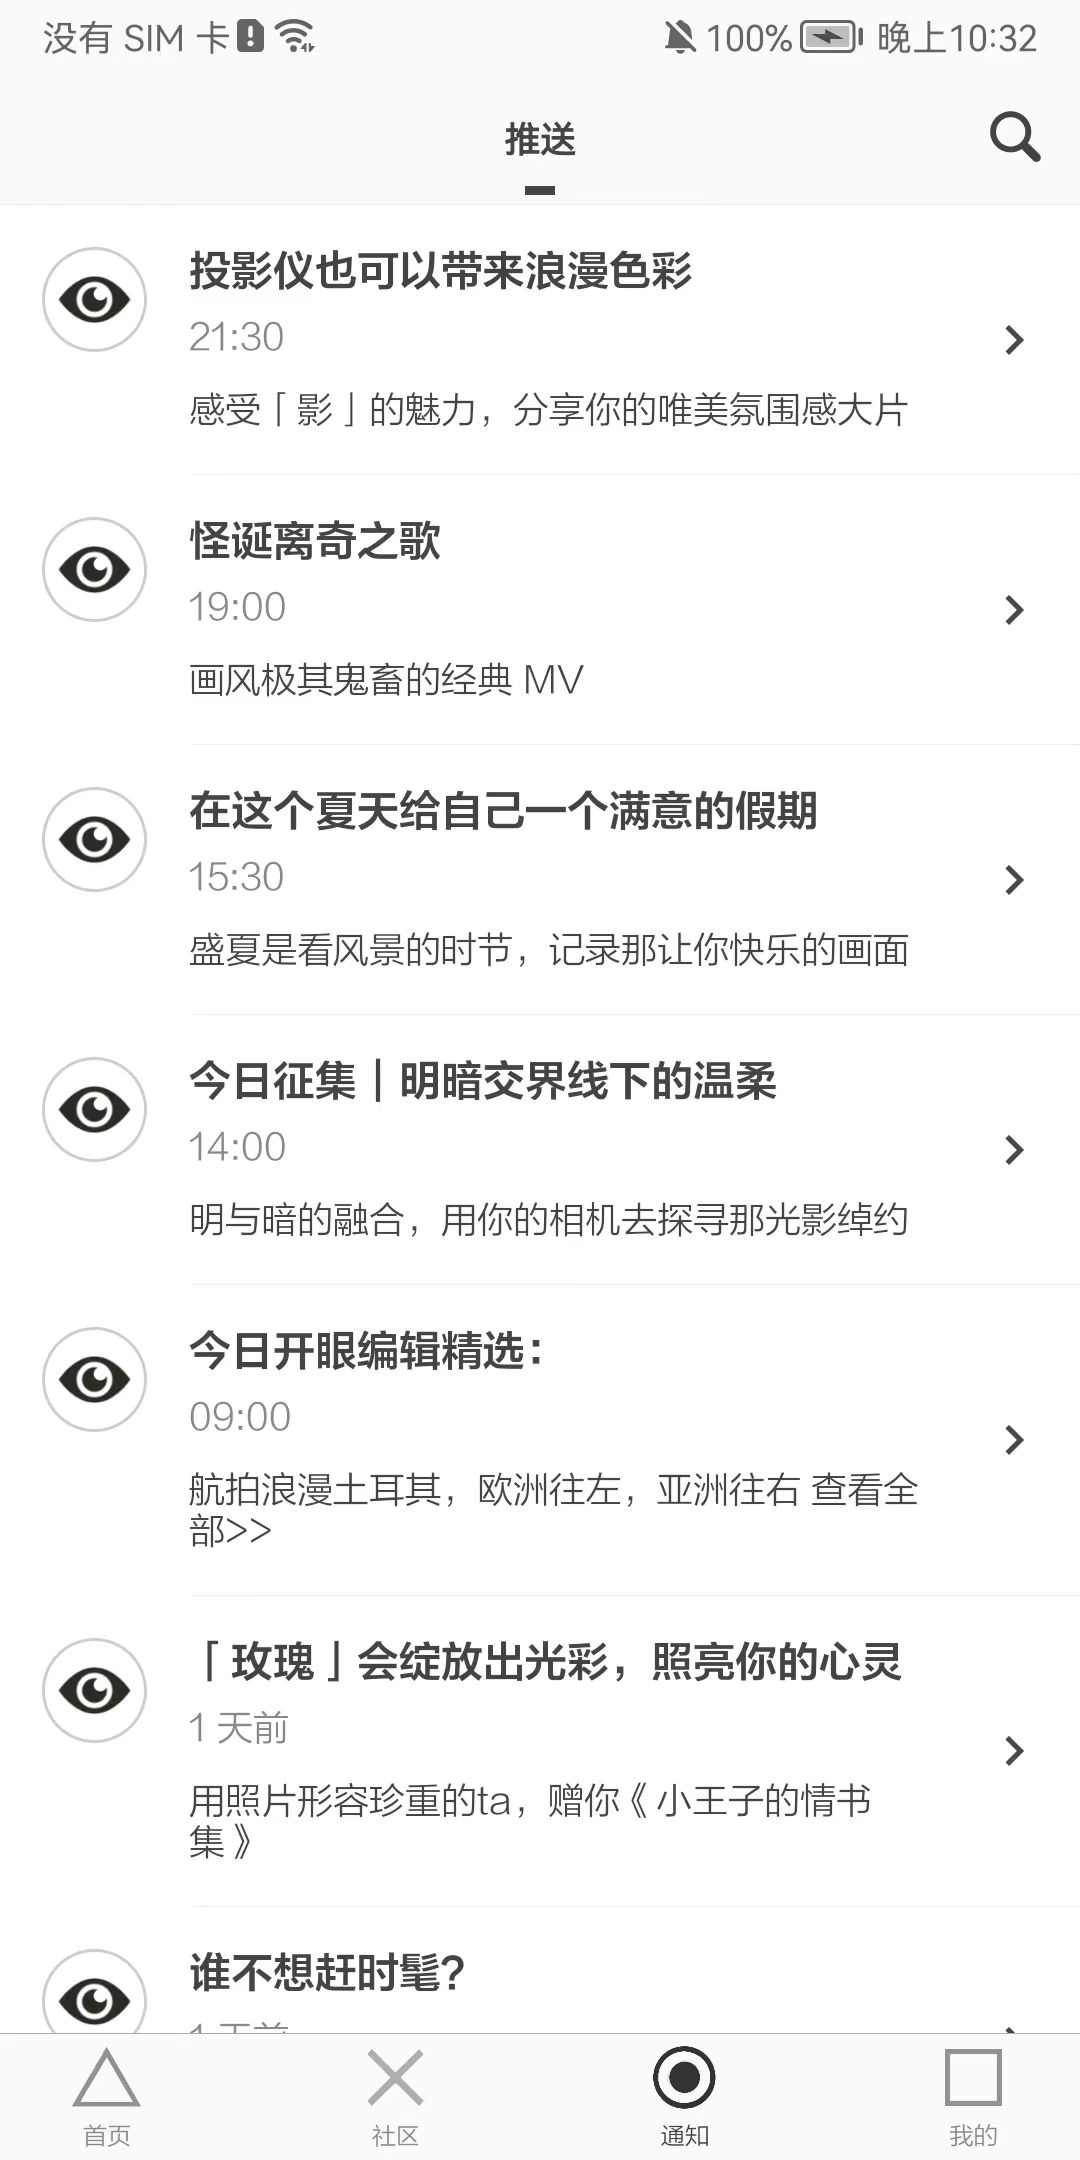 没有 SIM 卡
100%
晚上10:32
推送
投影仪也可以带来浪漫色彩
21:30
感受「影」的魅力，分享你的唯美氛围感大片
怪诞离奇之歌
19:00
画风极其鬼畜的经典 MV
在这个夏天给自己一个满意的假期
15:30
盛夏是看风景的时节，记录那让你快乐的画面
今日征集｜明暗交界线下的温柔
14:00
明与暗的融合，用你的相机去探寻那光影绰约
今日开眼编辑精选：
09:00
航拍浪漫土耳其，欧洲往左，亚洲往右 查看全
部>>
「玫瑰」会绽放出光彩，照亮你的心灵
1 天前
用照片形容珍重的ta，赠你《小王子的情书
集》
谁不想赶时髦?
1 天前
首页
社区
通知
我的